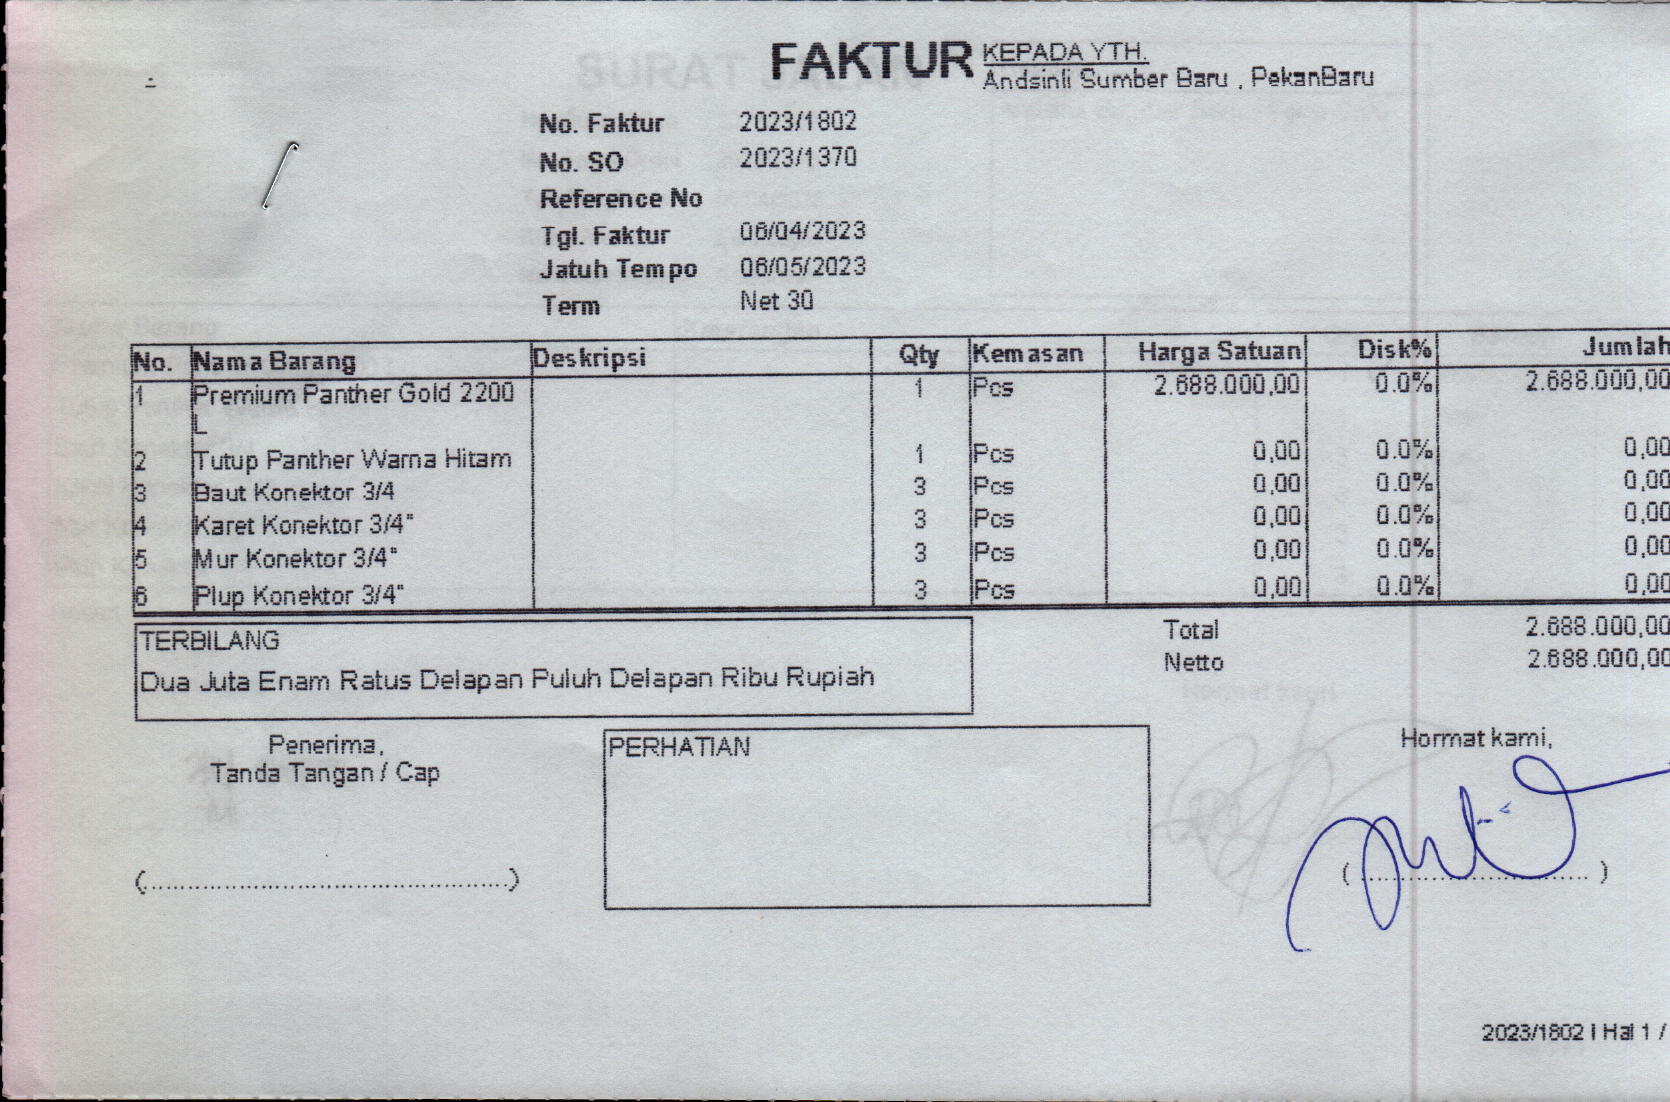 FAKTUR
KEPADA YTH.
Andsinli Sumber Baru , PekanBaru
No. Faktur 2023/1802
No. SO 2023/1370
Reference No
Tgl. Faktur 06/04/2023
Jatuh Tempo 06/05/2023
Term Net 30
No. Nama Barang Deskripsi Qty Kemasan Harga Satuan Disk% Jumlah
1 Premium Panther Gold 2200 1 Pcs 2.688.000,00 0.0% 2.688.000,00
L
2 Tutup Panther Warna Hitam 1 Pcs 0,00 0.0% 0,00
3 Baut Konektor 3/4 3 Pcs 0,00 0.0% 0,00
4 Karet Konektor 3/4" 3 Pcs 0,00 0.0% 0,00
5 Mur Konektor 3/4" 3 Pcs 0,00 0.0% 0,00
6 Plup Konektor 3/4" 3 Pcs 0,00 0.0% 0,00
Total 2.688.000,00
Netto 2.688.000,00
TERBILANG
Dua Juta Enam Ratus Delapan Puluh Delapan Ribu Rupiah
Penerima,
Tanda Tangan / Cap
(..............................................)
PERHATIAN
Hormat kami,
( .............................. )
2023/1802 | Hal 1 /